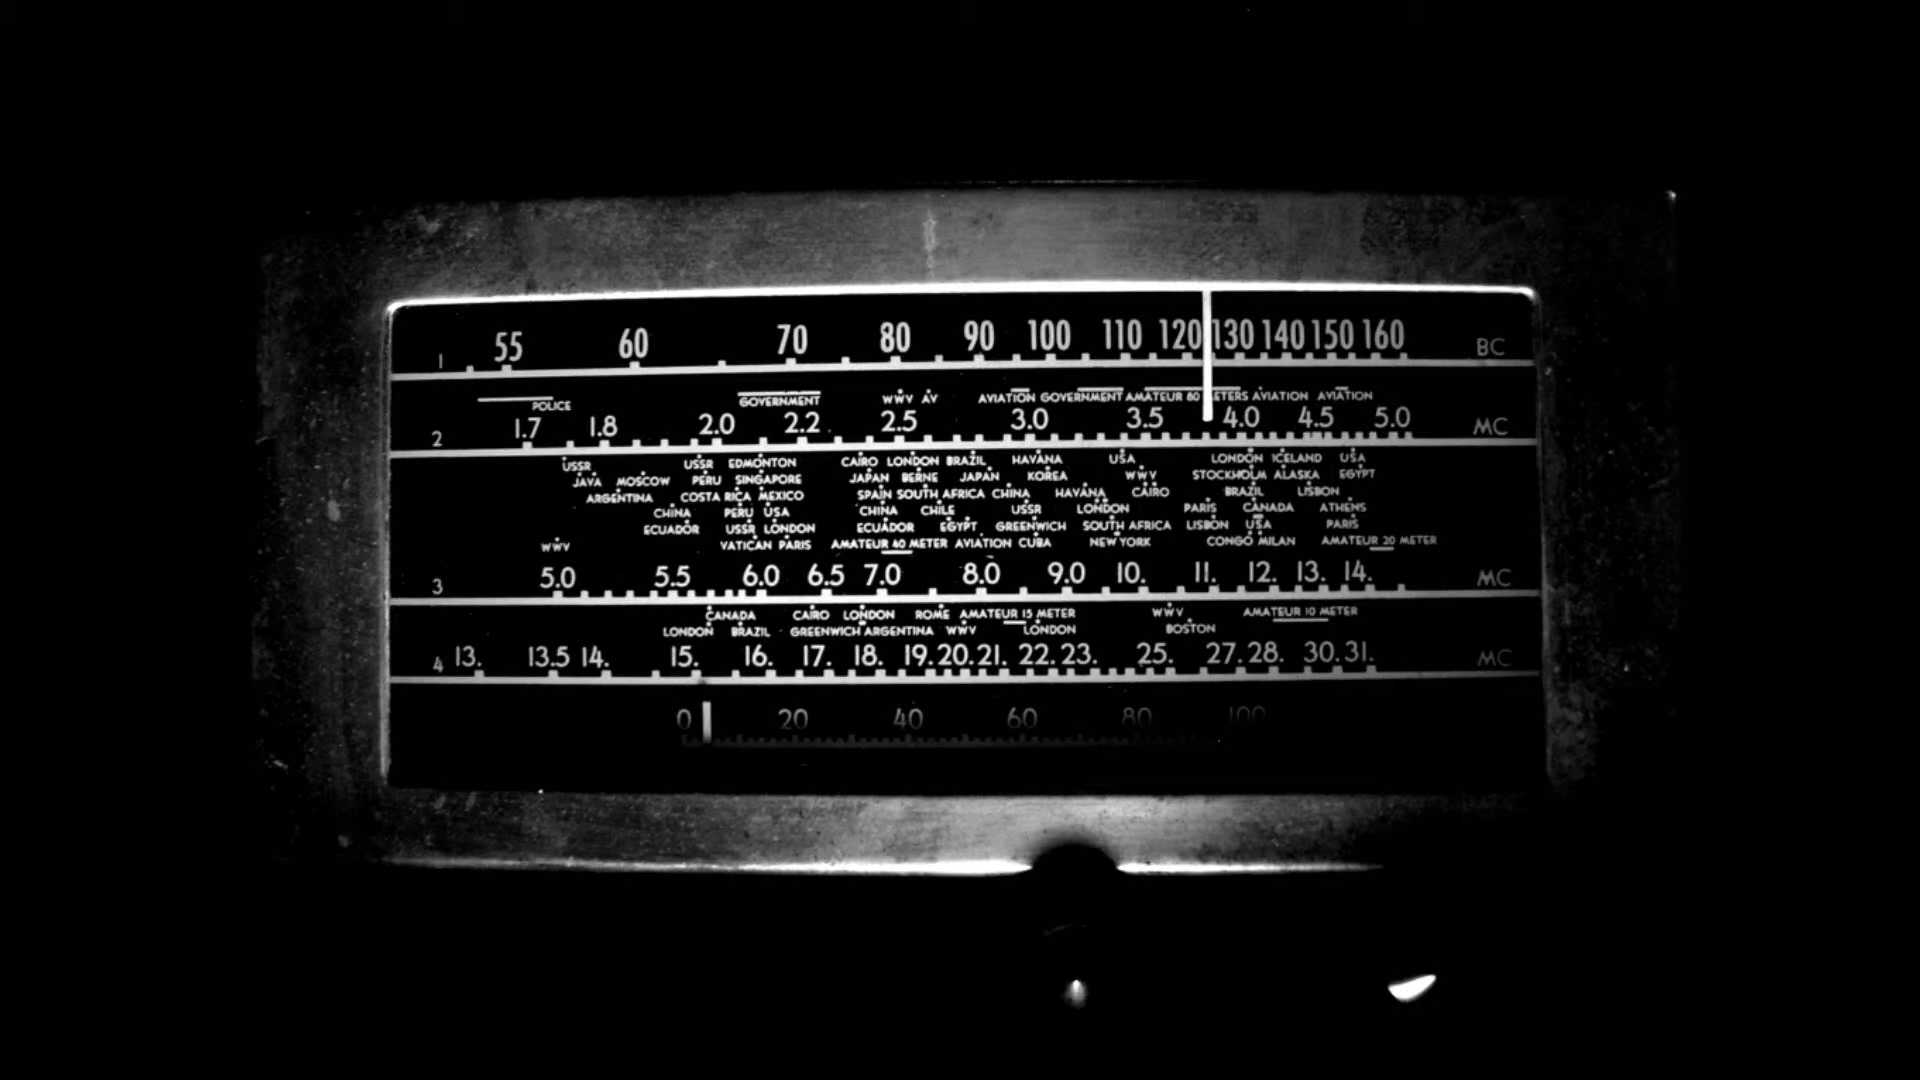 1 55 60 70 80 90 100 110 120 130 140 150 160 BC
POLICE GOVERNMENT WWV AV AVIATION GOVERNMENT AMATEUR 80 METERS AVIATION AVIATION
2 1.7 1.8 2.0 2.2 2.5 3.0 3.5 4.0 4.5 5.0 MC
USSR USSR EDMONTON CAIRO LONDON BRAZIL HAVANA USA LONDON ICELAND USA
JAVA MOSCOW PERU SINGAPORE JAPAN BERNE JAPAN KOREA WWV STOCKHOLM ALASKA EGYPT
ARGENTINA COSTA RICA MEXICO SPAIN SOUTH AFRICA CHINA HAVANA CAIRO BRAZIL LISBON
CHINA PERU USA CHINA CHILE USSR LONDON PARIS CANADA ATHENS
ECUADOR USSR LONDON ECUADOR EGYPT GREENWICH SOUTH AFRICA LISBON USA PARIS
WWV VATICAN PARIS AMATEUR 40 METER AVIATION CUBA NEW YORK CONGO MILAN AMATEUR 20 METER
3 5.0 5.5 6.0 6.5 7.0 8.0 9.0 10. 11. 12. 13. 14. MC
CANADA CAIRO LONDON ROME AMATEUR 15 METER WWV AMATEUR 10 METER
LONDON BRAZIL GREENWICH ARGENTINA WWV LONDON BOSTON
4 13. 13.5 14. 15. 16. 17. 18. 19. 20. 21. 22. 23. 25. 27. 28. 30. 31. MC
0 20 40 60 80 100